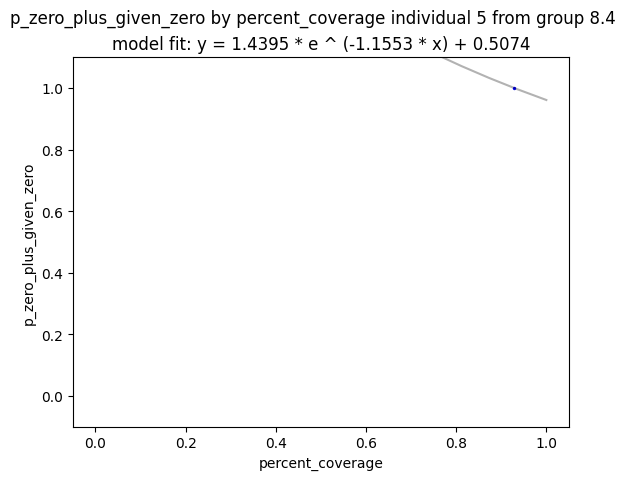 p_zero_plus_given_zero by percent_coverage individual 5 from group 8.4
model fit: y = 1.4395 * e ^ (-1.1553 * x) + 0.5074
1.0
0.8
0.6
0.4
0.2
0.0
p_zero_plus_given_zero
0.0 0.2 0.4 0.6 0.8 1.0
percent_coverage